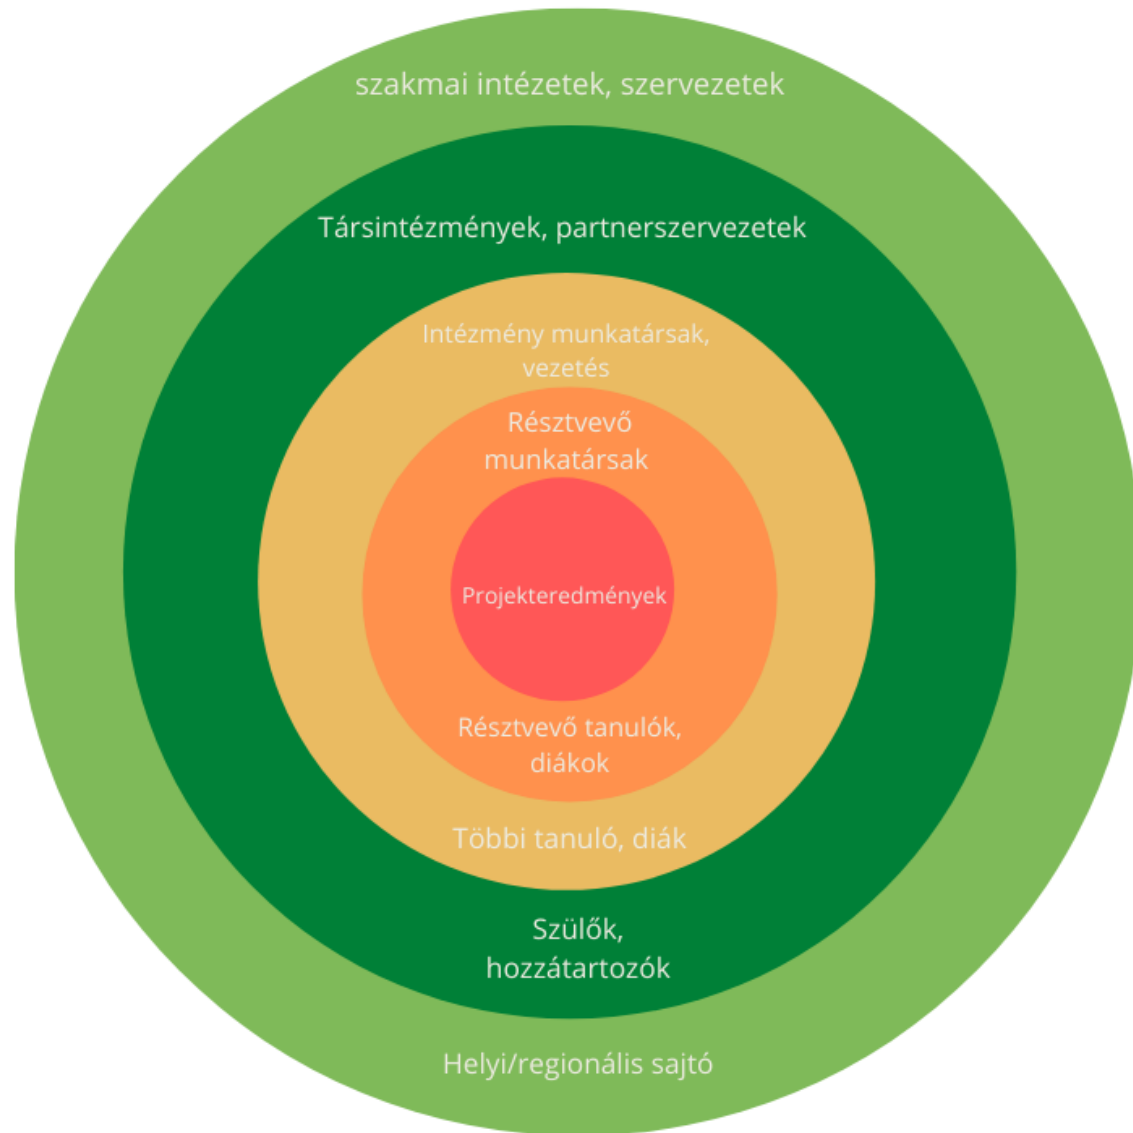 szakmai intézetek, szervezetek
Társintézmények, partnerszervezetek
Intézmény munkatársak,
vezetés
Résztvevő
munkatársak
Projekteredmények
Résztvevő tanulók,
diákok
Többi tanuló, diák
Szülők,
hozzátartozók
Helyi/regionális sajtó